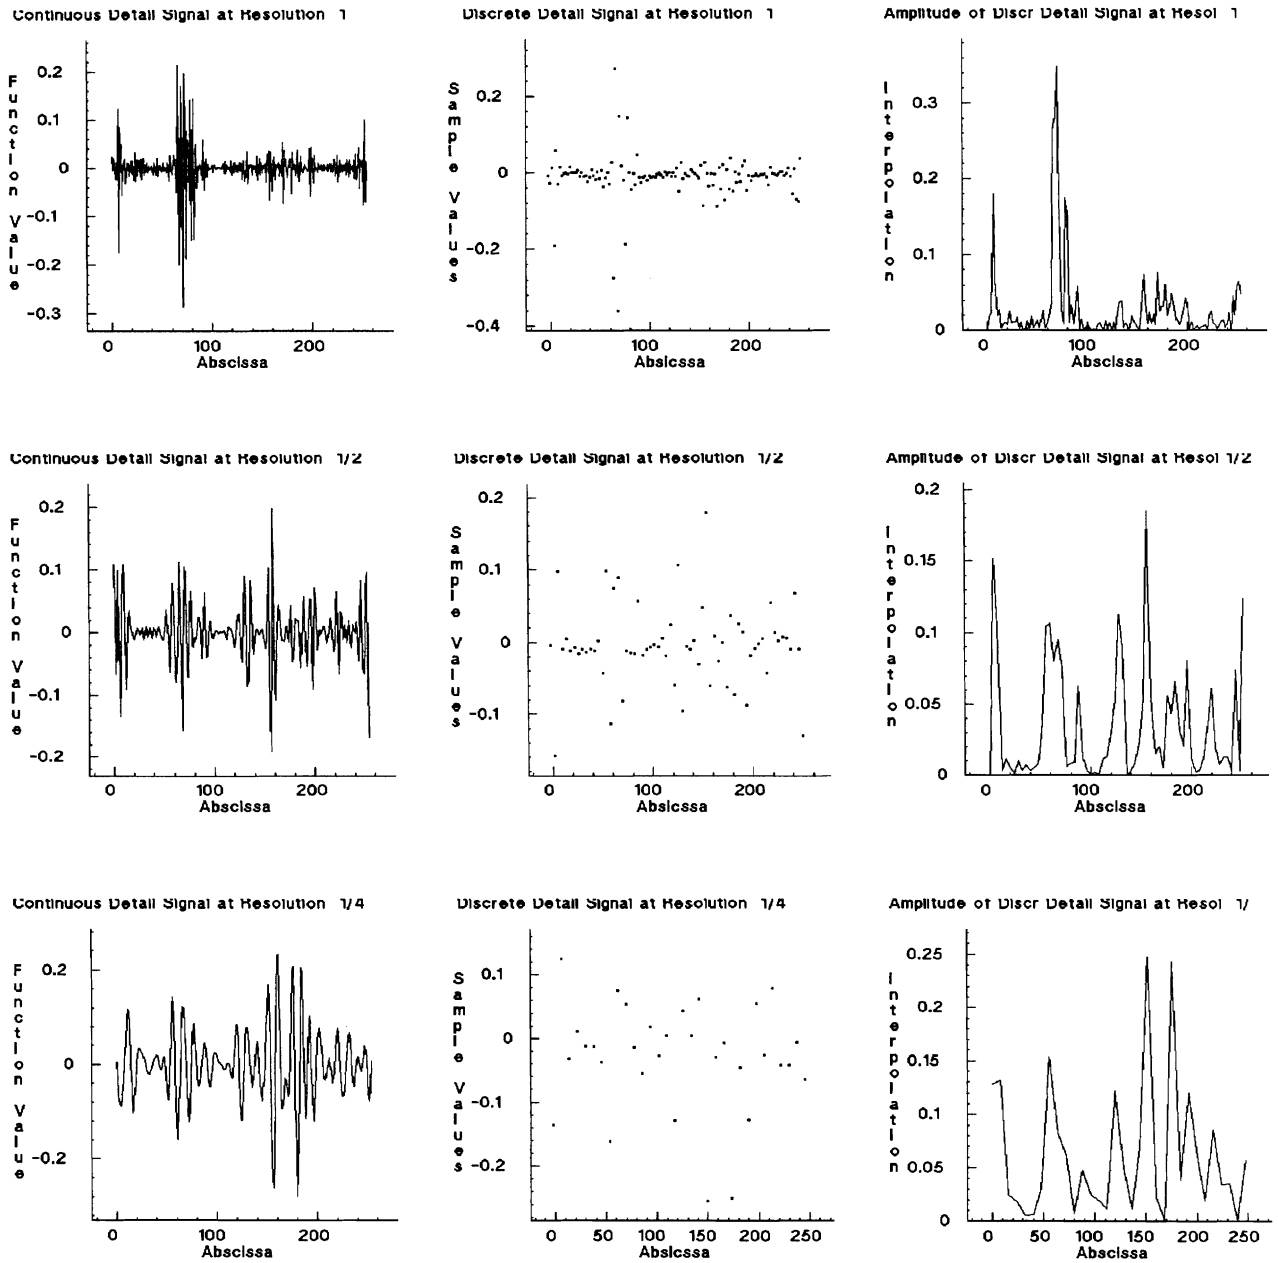 Continuous Detail Signal at Resolution 1
Function Value
0.2
0.1
0
-0.1
-0.2
-0.3
0 100 200
Abscissa
Discrete Detail Signal at Resolution 1
Sample Values
0.2
0
-0.2
-0.4
0 100 200
Absicssa
Amplitude of Discr Detail Signal at Resol 1
Interpolation
0.3
0.2
0.1
0
0 100 200
Abscissa
Continuous Detail Signal at Resolution 1/2
Function Value
0.2
0.1
0
-0.1
-0.2
0 100 200
Abscissa
Discrete Detail Signal at Resolution 1/2
Sample Values
0.2
0.1
0
-0.1
0 100 200
Absicssa
Amplitude of Discr Detail Signal at Resol 1/2
Interpolation
0.2
0.15
0.1
0.05
0
0 100 200
Abscissa
Continuous Detail Signal at Resolution 1/4
Function Value
0.2
0
-0.2
0 100 200
Abscissa
Discrete Detail Signal at Resolution 1/4
Sample Values
0.1
0
-0.1
-0.2
0 50 100 150 200 250
Absicssa
Amplitude of Discr Detail Signal at Resol 1/
Interpolation
0.25
0.2
0.15
0.1
0.05
0
0 50 100 150 200 250
Abscissa